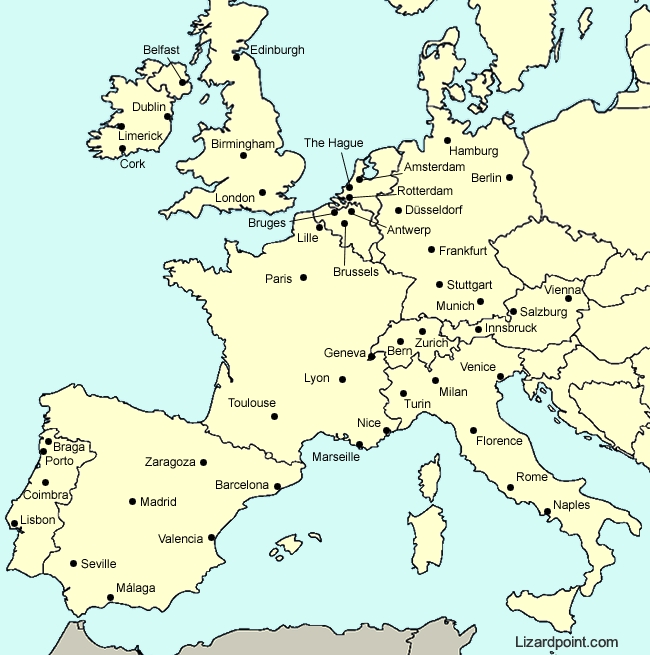 Belfast
Edinburgh
Dublin
Limerick
Cork
Birmingham
London
The Hague
Amsterdam
Rotterdam
Hamburg
Berlin
Düsseldorf
Bruges
Antwerp
Lille
Brussels
Frankfurt
Paris
Stuttgart
Munich
Vienna
Salzburg
Innsbruck
Geneva
Bern
Zurich
Venice
Lyon
Milan
Turin
Toulouse
Nice
Marseille
Florence
Braga
Porto
Zaragoza
Barcelona
Rome
Coimbra
Madrid
Naples
Lisbon
Valencia
Seville
Málaga
Lizardpoint.com